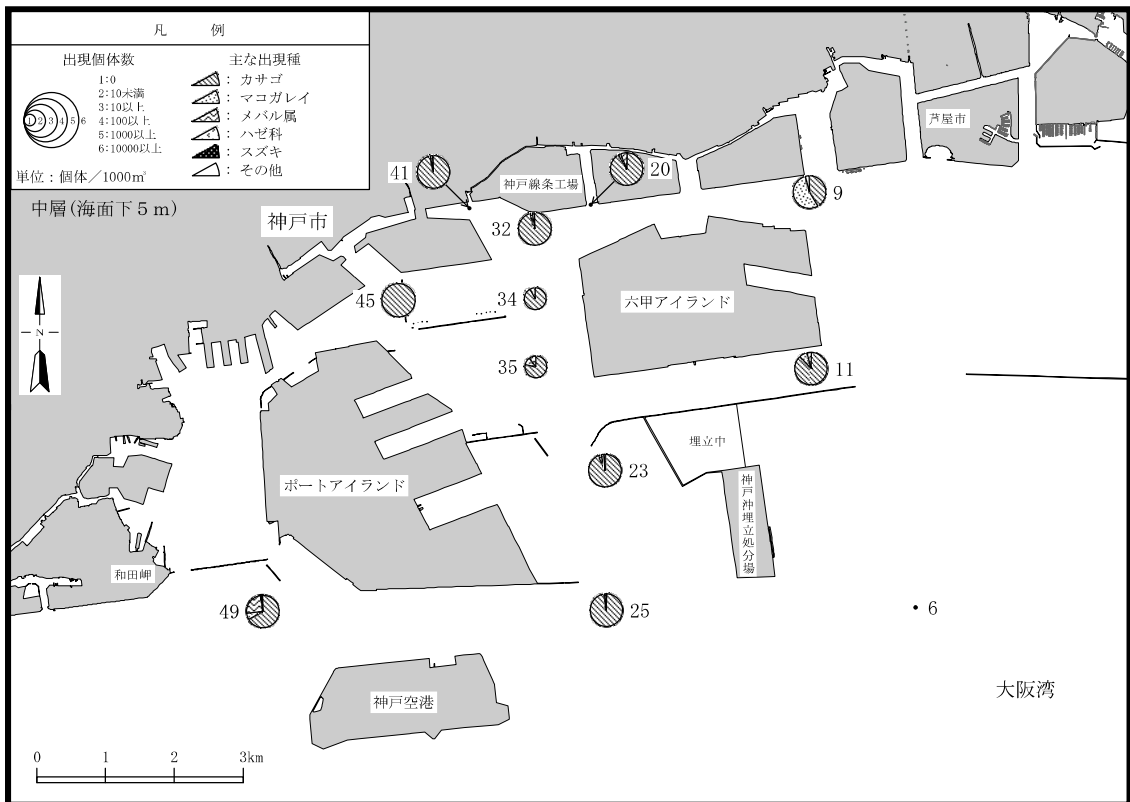 凡 例
出現個体数
1:0
2:10未満
3:10以上
4:100以上
5:1000以上
6:10000以上
1 2 3 4 5 6
単位：個体／1000㎥
主な出現種
：カサゴ
：マコガレイ
：メバル属
：ハゼ科
：スズキ
：その他
中層(海面下５ｍ)
神戸市
芦屋市
41
神戸線条工場
20
9
32
45
34
六甲アイランド
35
11
N
埋立中
23
ポートアイランド
神戸沖埋立処分場
和田岬
49
25
6
大阪湾
神戸空港
0 1 2 3km